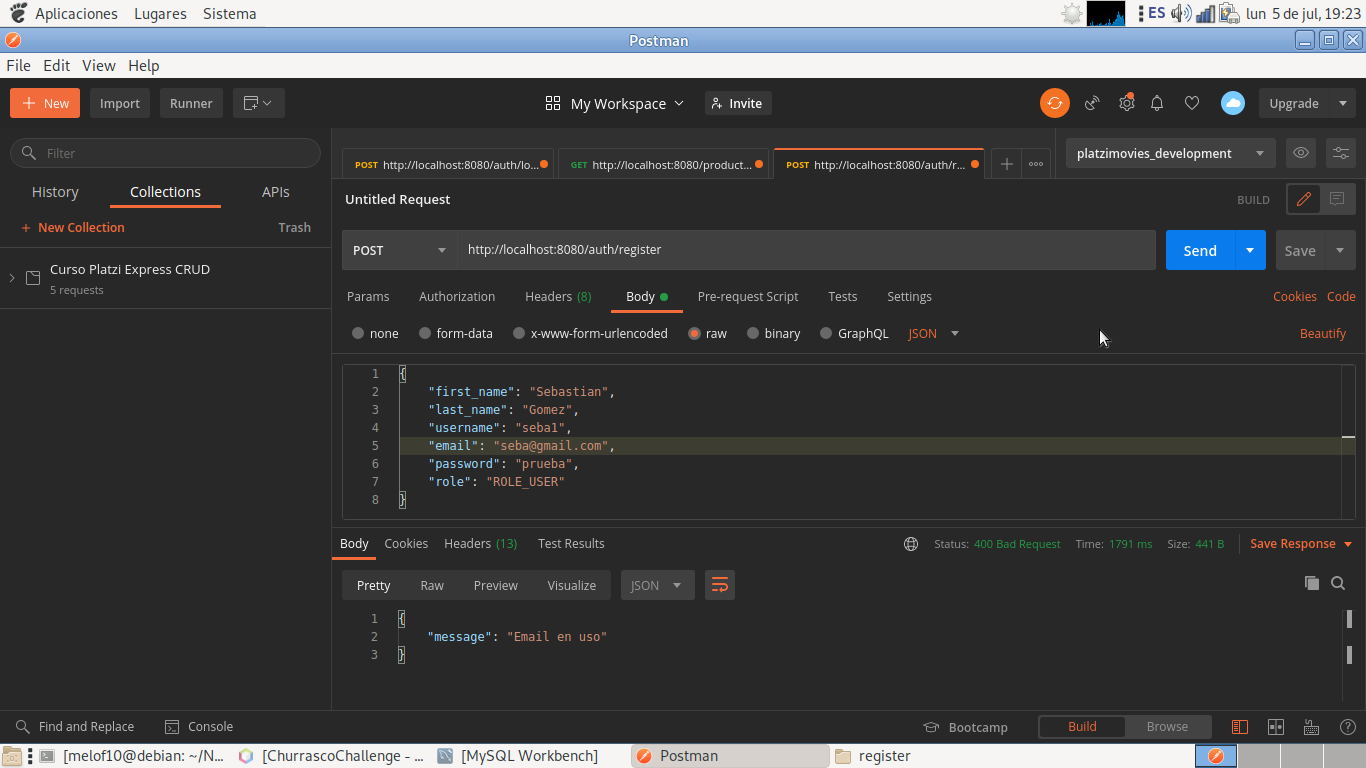 Aplicaciones Lugares Sistema ES lun 5 de jul, 19:23
Postman
File Edit View Help
+ New Import Runner My Workspace Invite Upgrade
Filter
POST http://localhost:8080/auth/lo... GET http://localhost:8080/product... POST http://localhost:8080/auth/r... platzimovies_development
History Collections APIs
Untitled Request BUILD
+ New Collection Trash
POST http://localhost:8080/auth/register Send Save
Curso Platzi Express CRUD
5 requests
Params Authorization Headers (8) Body Pre-request Script Tests Settings Cookies Code
none form-data x-www-form-urlencoded raw binary GraphQL JSON Beautify
1 {
2 "first_name": "Sebastian",
3 "last_name": "Gomez",
4 "username": "seba1",
5 "email": "seba@gmail.com",
6 "password": "prueba",
7 "role": "ROLE_USER"
8 }
Body Cookies Headers (13) Test Results Status: 400 Bad Request Time: 1791 ms Size: 441 B Save Response
Pretty Raw Preview Visualize JSON
1 {
2 "message": "Email en uso"
3 }
Find and Replace Console Bootcamp Build Browse
[melof10@debian: ~/N... [ChurrascoChallenge - ... [MySQL Workbench] Postman register